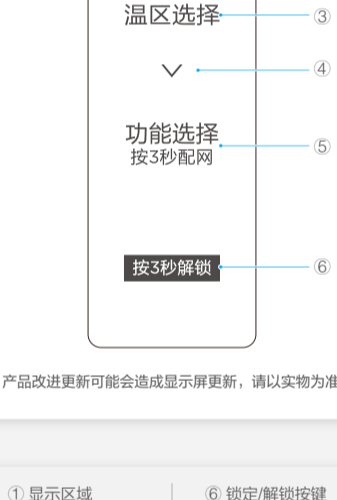 温区选择 ③
④
功能选择 ⑤
按3秒配网
按3秒解锁 ⑥
产品改进更新可能会造成显示屏更新，请以实物为准
① 显示区域 ⑥ 锁定/解锁按键